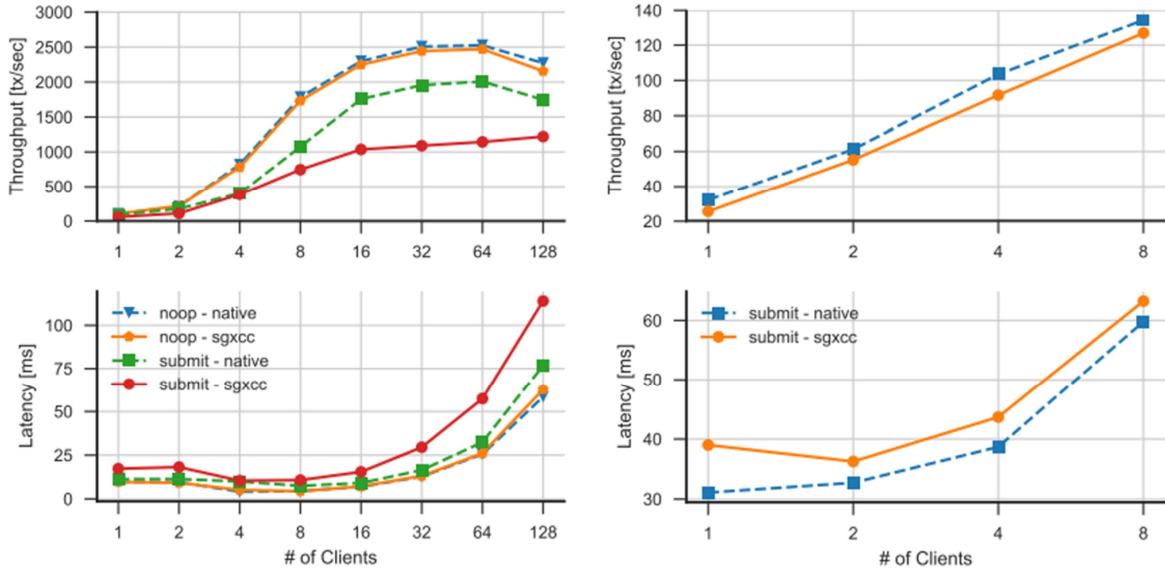 Throughput [tx/sec]
3000
2500
2000
1500
1000
500
0
1 2 4 8 16 32 64 128
Throughput [tx/sec]
140
120
100
80
60
40
20
1 2 4 8
Latency [ms]
100
75
50
25
0
noop - native
noop - sgxcc
submit - native
submit - sgxcc
1 2 4 8 16 32 64 128
# of Clients
Latency [ms]
60
50
40
30
submit - native
submit - sgxcc
1 2 4 8
# of Clients